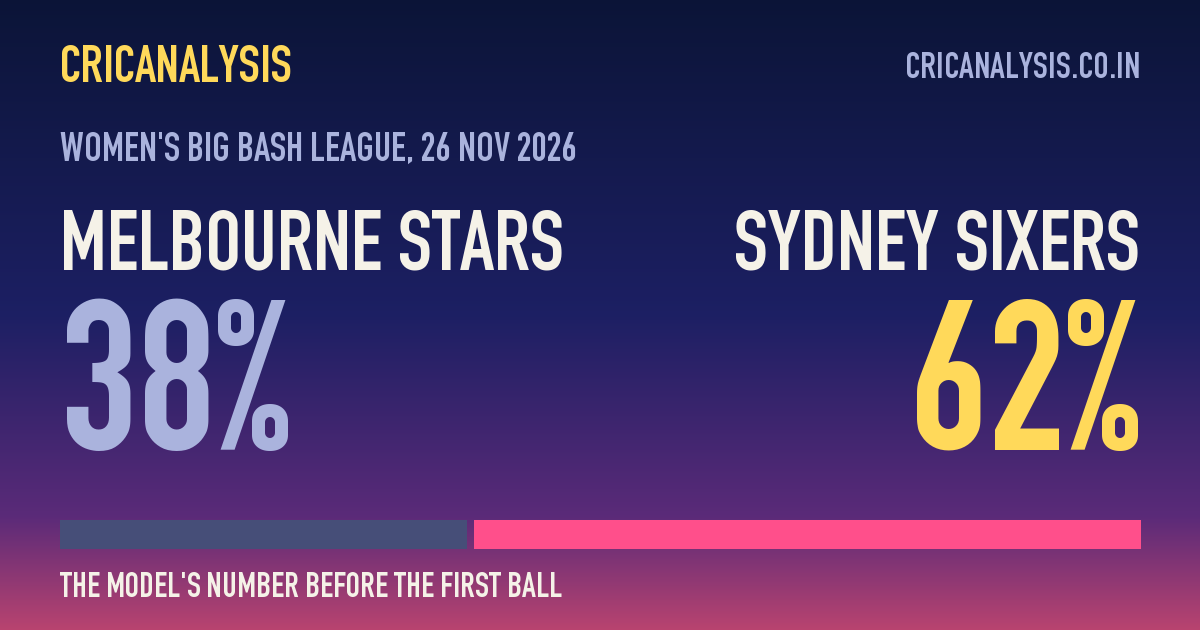 CRICANALYSIS
CRICANALYSIS.CO.IN
WOMEN'S BIG BASH LEAGUE, 26 NOV 2026
MELBOURNE STARS
SYDNEY SIXERS
38%
62%
THE MODEL'S NUMBER BEFORE THE FIRST BALL